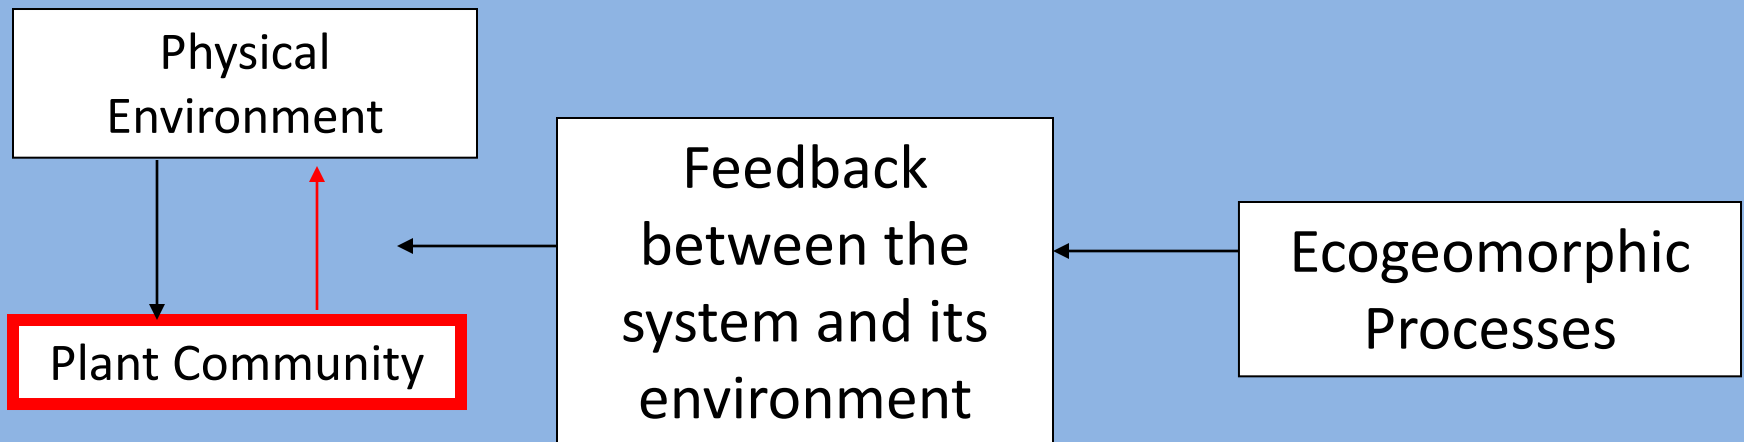 Physical
Environment
Plant Community
Feedback
between the
system and its
environment
Ecogeomorphic
Processes